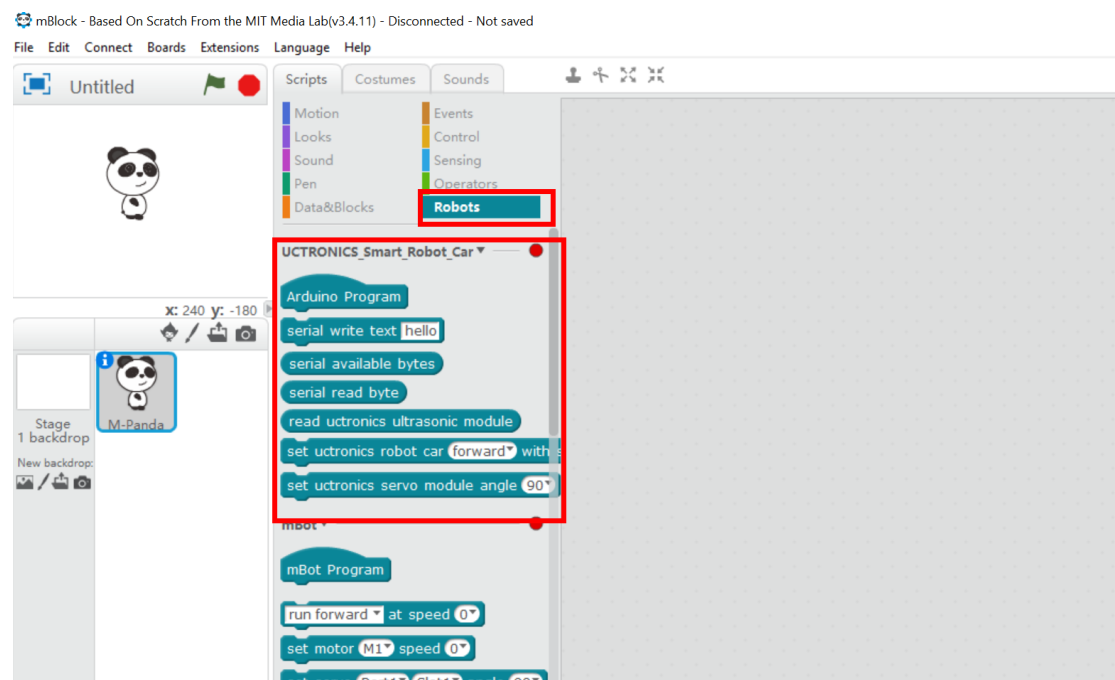 mBlock - Based On Scratch From the MIT Media Lab(v3.4.11) - Disconnected - Not saved
File Edit Connect Boards Extensions Language Help
Untitled
Scripts Costumes Sounds
Motion Events
Looks Control
Sound Sensing
Pen Operators
Data&Blocks Robots
UCTRONICS_Smart_Robot_Car
Arduino Program
serial write text hello
serial available bytes
serial read byte
read uctronics ultrasonic module
set uctronics robot car forward with s
set uctronics servo module angle 90
mBot
mBot Program
run forward at speed 0
set motor M1 speed 0
x: 240 y: -180
M-Panda
Stage
1 backdrop
New backdrop: